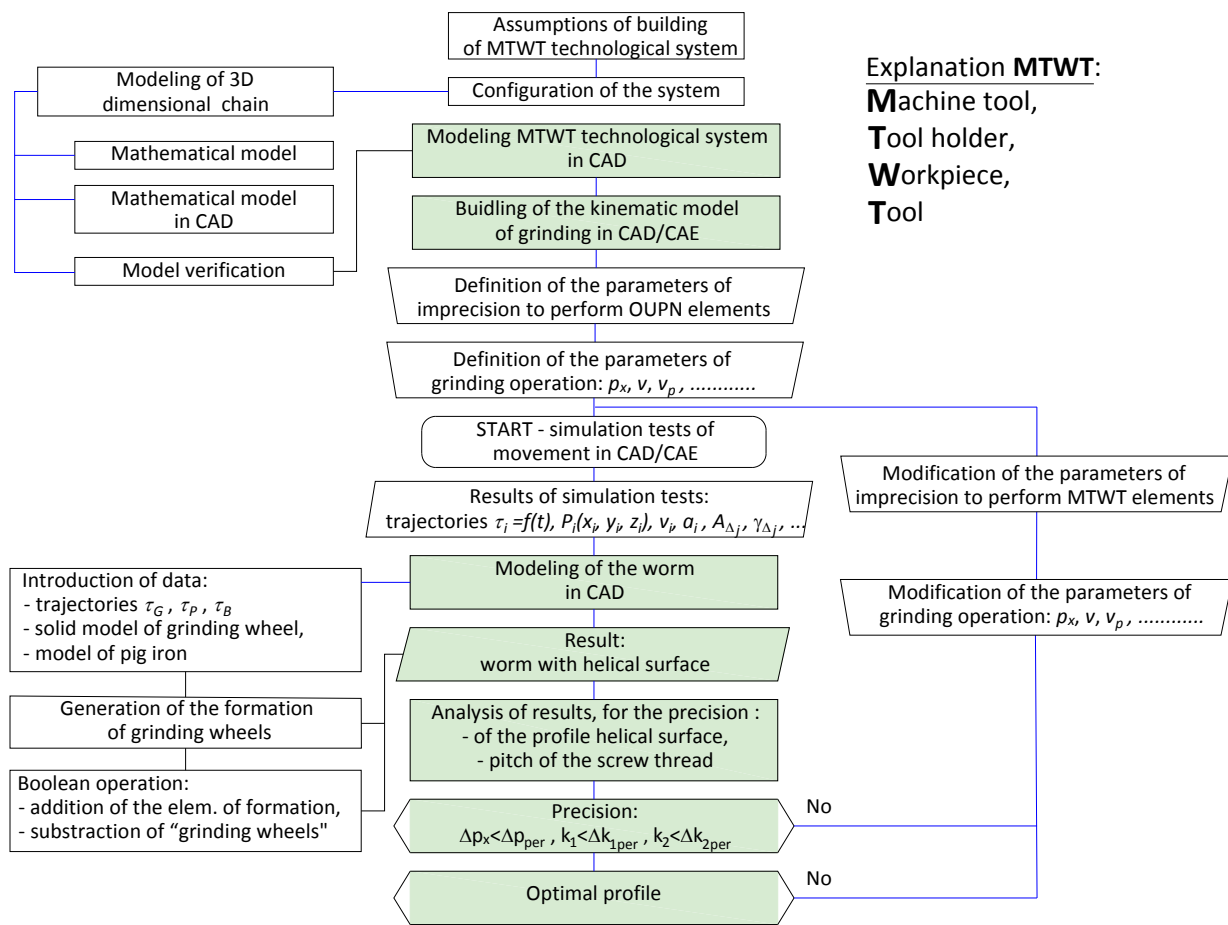 Assumptions of building
of MTWT technological system
Explanation MTWT:
Machine tool,
Tool holder,
Workpiece,
Tool
Modeling of 3D
dimensional chain
Configuration of the system
Mathematical model
Mathematical model
in CAD
Model verification
Modeling MTWT technological system
in CAD
Buidling of the kinematic model
of grinding in CAD/CAE
Definition of the parameters of
imprecision to perform OUPN elements
Definition of the parameters of
grinding operation: pₓ, v, vₚ, ............
START - simulation tests of
movement in CAD/CAE
Results of simulation tests:
trajectories τᵢ =f(t), Pᵢ(xᵢ, yᵢ, zᵢ), vᵢ, aᵢ , A_Δj, γ_Δj, ...
Modification of the parameters of
imprecision to perform MTWT elements
Modification of the parameters of
grinding operation: pₓ, v, vₚ, ............
Modeling of the worm
in CAD
Introduction of data:
- trajectories τ_G , τ_P , τ_B
- solid model of grinding wheel,
- model of pig iron
Result:
worm with helical surface
Generation of the formation
of grinding wheels
Analysis of results, for the precision :
- of the profile helical surface,
- pitch of the screw thread
Boolean operation:
- addition of the elem. of formation,
- substraction of “grinding wheels"
Precision:
Δpₓ<Δp_per , k₁<Δk_1per , k₂<Δk_2per
No
Optimal profile
No